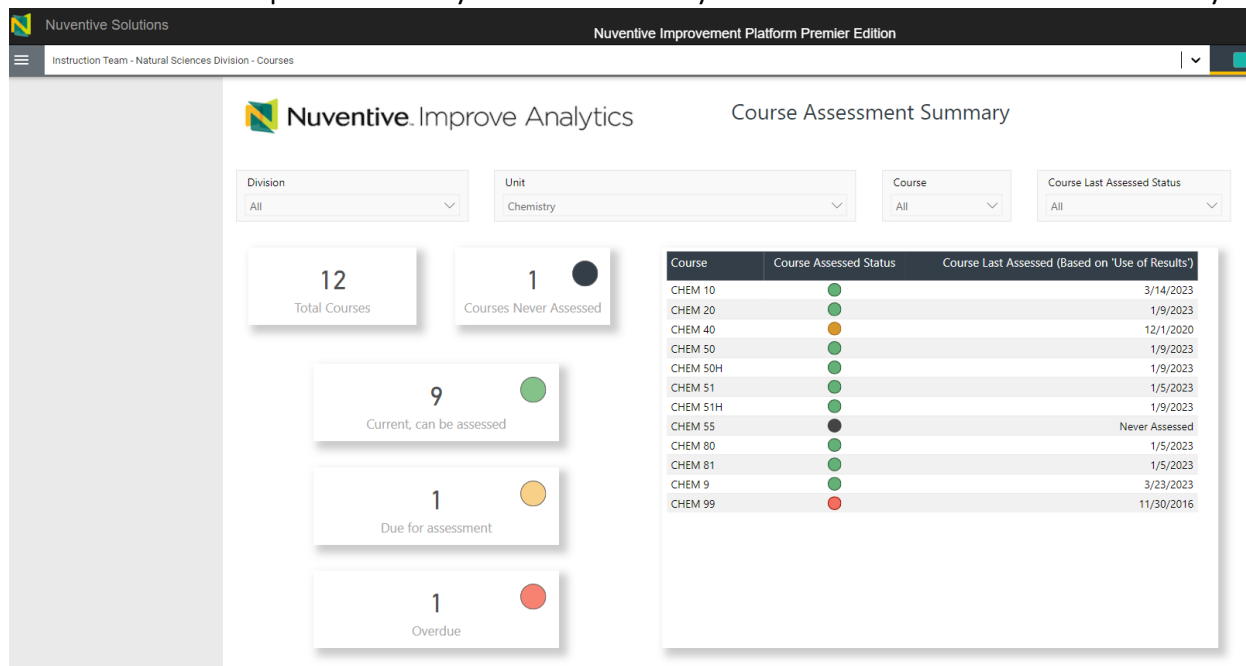 Nuventive Solutions
Nuventive Improvement Platform Premier Edition
Instruction Team - Natural Sciences Division - Courses
Nuventive Improve Analytics
Course Assessment Summary
Division
All
Unit
Chemistry
Course
All
Course Last Assessed Status
All
12
Total Courses
1
Courses Never Assessed
9
Current, can be assessed
1
Due for assessment
1
Overdue
Course Course Assessed Status Course Last Assessed (Based on 'Use of Results')
CHEM 10 3/14/2023
CHEM 20 1/9/2023
CHEM 40 12/1/2020
CHEM 50 1/9/2023
CHEM 50H 1/9/2023
CHEM 51 1/5/2023
CHEM 51H 1/9/2023
CHEM 55 Never Assessed
CHEM 80 1/5/2023
CHEM 81 1/5/2023
CHEM 9 3/23/2023
CHEM 99 11/30/2016